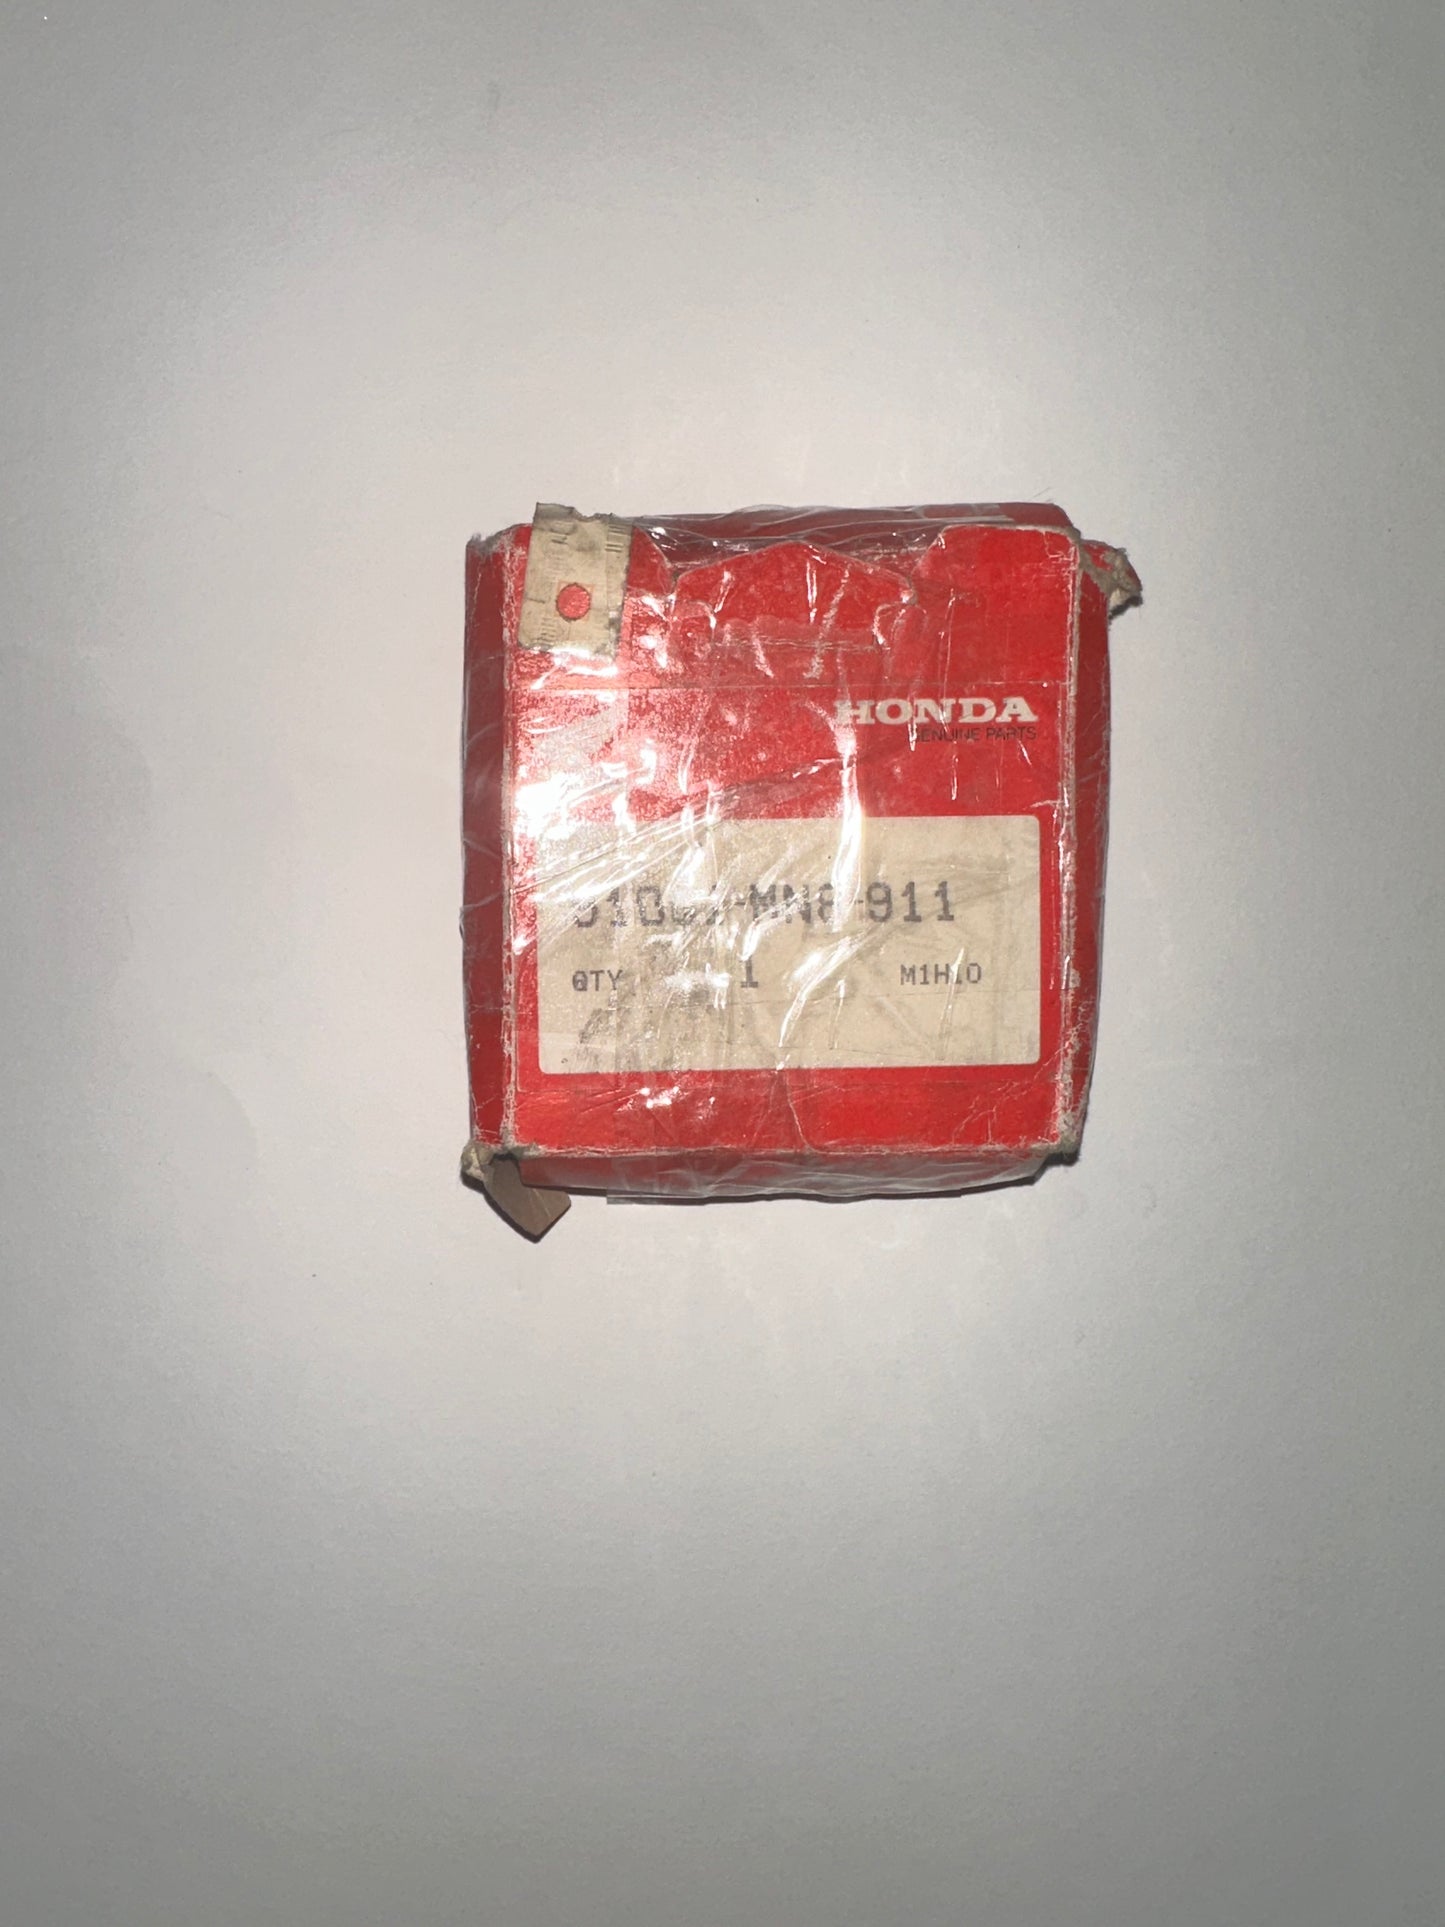 HONDA
GENUINE PARTS
-MN8-911
QTY 1 M1H10